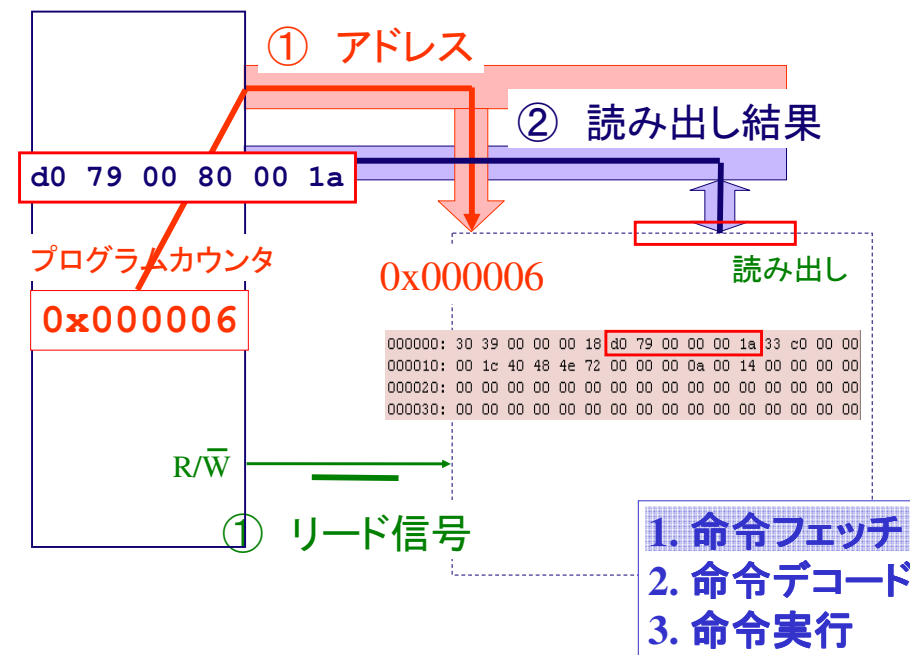 ① アドレス
② 読み出し結果
d0 79 00 80 00 1a
プログラムカウンタ
0x000006
0x000006
読み出し
000000: 30 39 00 00 00 18 d0 79 00 00 00 1a 33 c0 00 00
000010: 00 1c 40 48 4e 72 00 00 00 0a 00 14 00 00 00 00
000020: 00 00 00 00 00 00 00 00 00 00 00 00 00 00 00 00
000030: 00 00 00 00 00 00 00 00 00 00 00 00 00 00 00 00
R/W̅
① リード信号
1. 命令フェッチ
2. 命令デコード
3. 命令実行